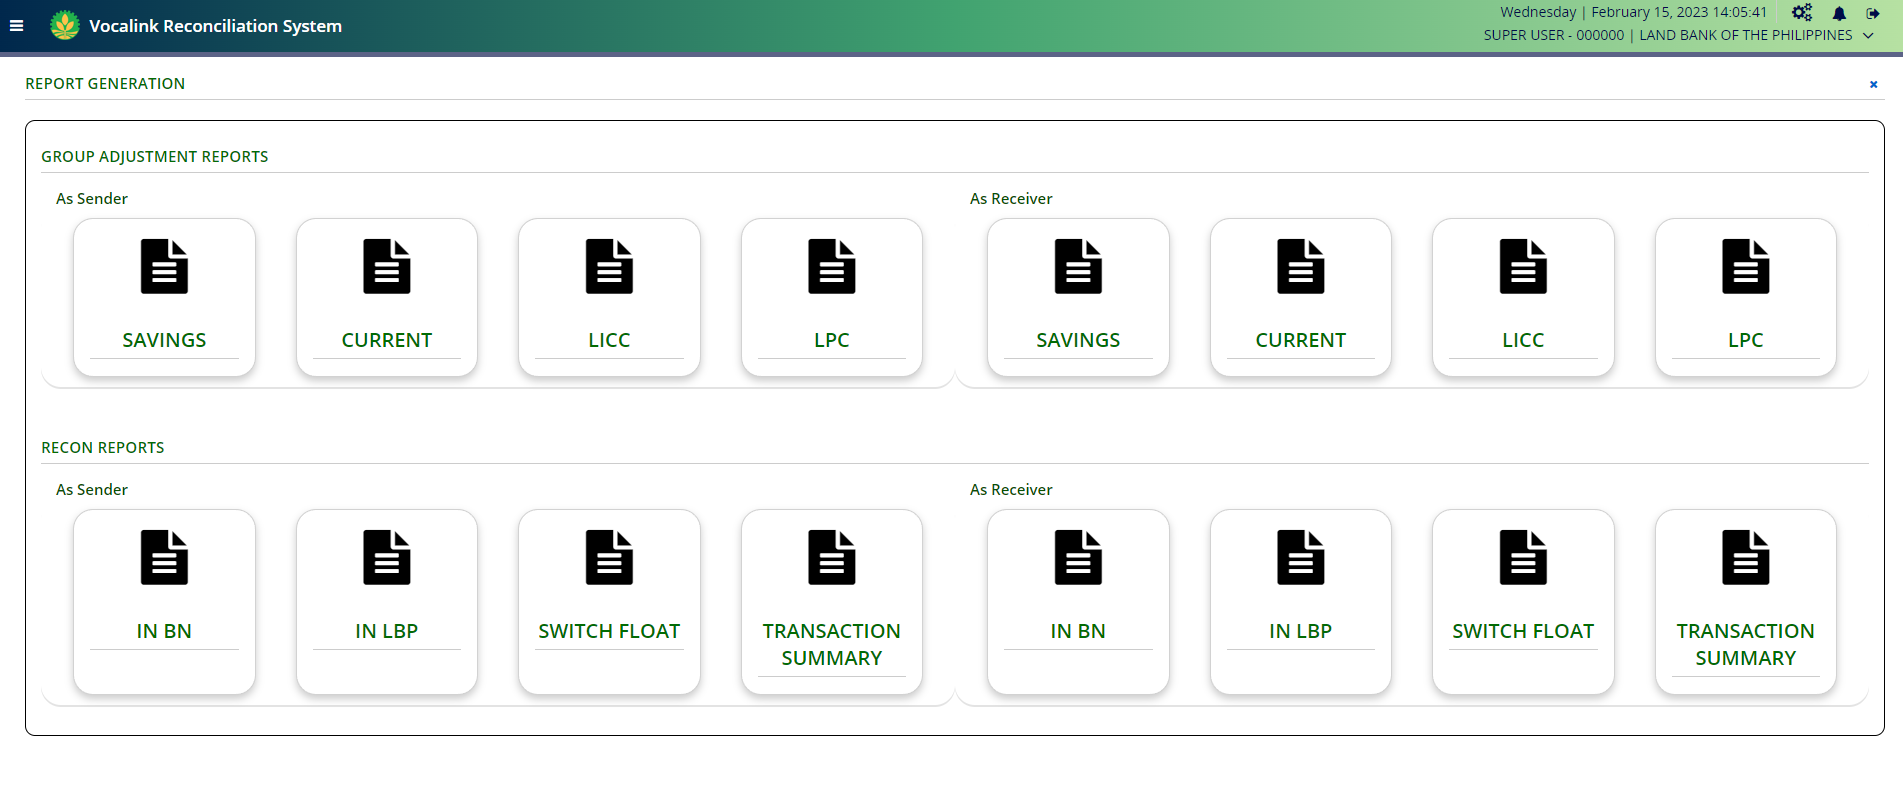 Vocalink Reconciliation System
Wednesday | February 15, 2023 14:05:41
SUPER USER - 000000 | LAND BANK OF THE PHILIPPINES
REPORT GENERATION
GROUP ADJUSTMENT REPORTS
As Sender
SAVINGS
CURRENT
LICC
LPC
As Receiver
SAVINGS
CURRENT
LICC
LPC
RECON REPORTS
As Sender
IN BN
IN LBP
SWITCH FLOAT
TRANSACTION
SUMMARY
As Receiver
IN BN
IN LBP
SWITCH FLOAT
TRANSACTION
SUMMARY